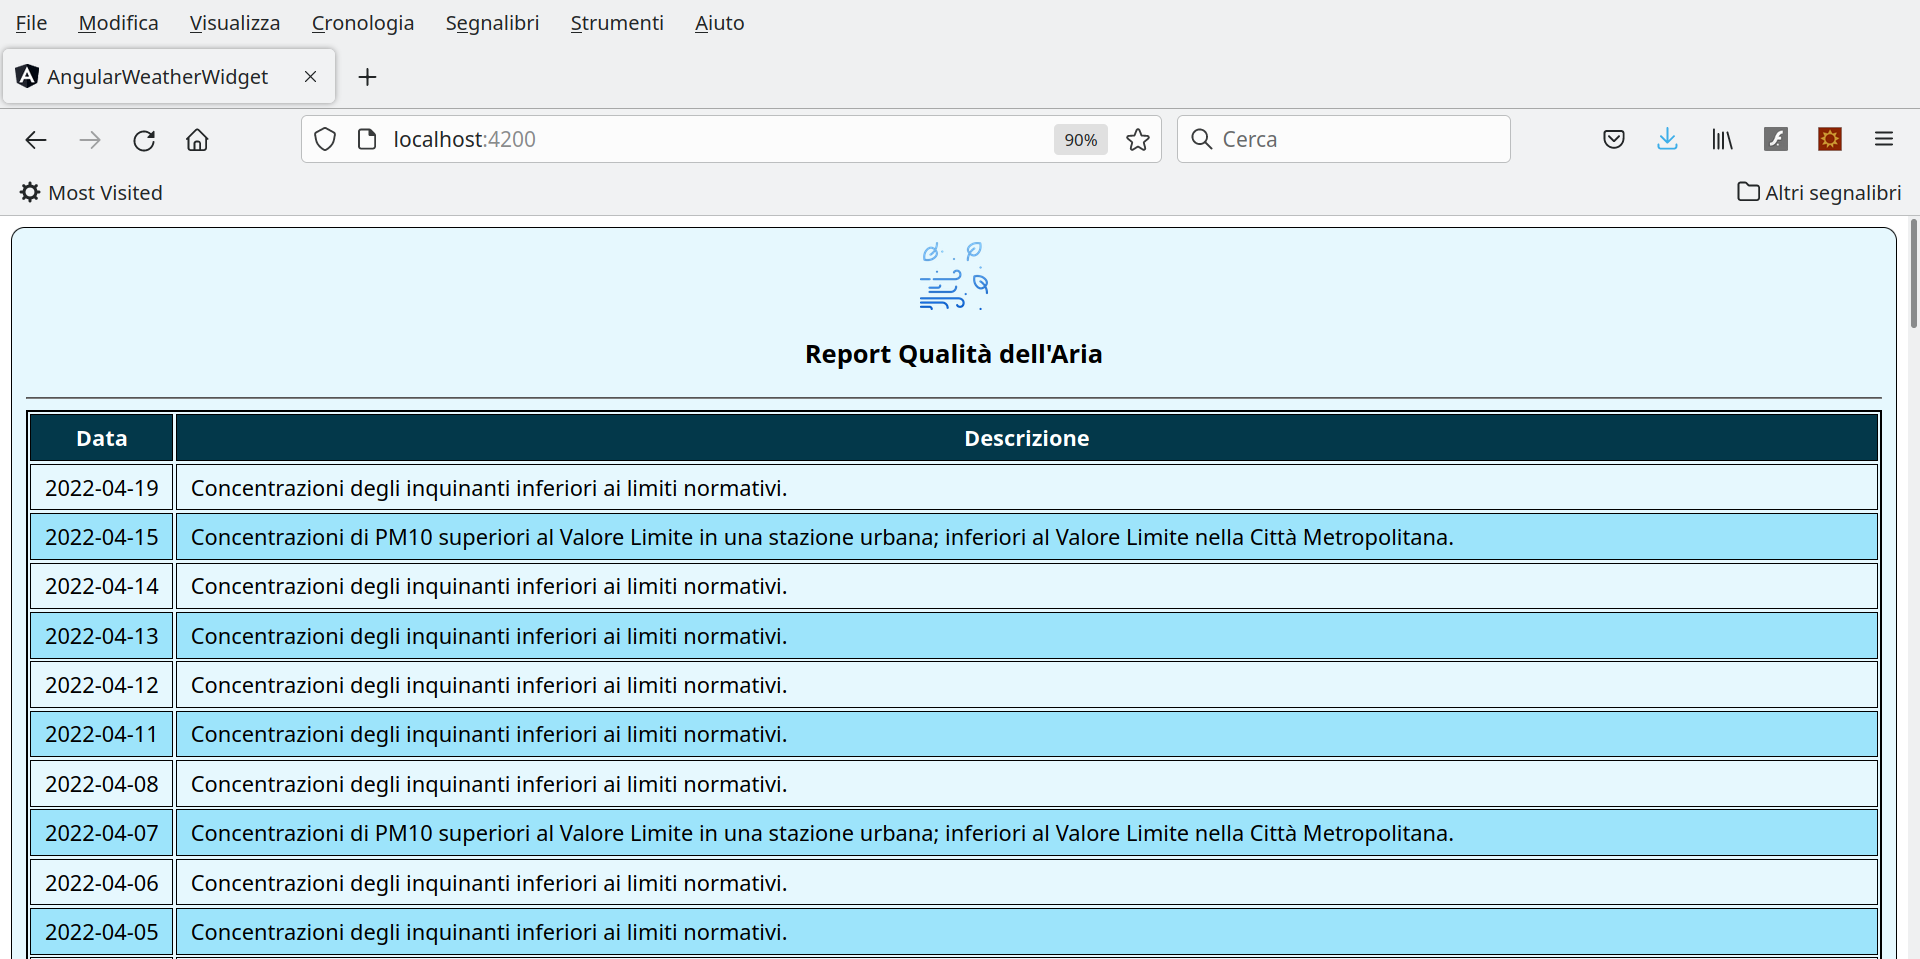 File Modifica Visualizza Cronologia Segnalibri Strumenti Aiuto
AngularWeatherWidget
localhost:4200 90% Cerca
Most Visited Altri segnalibri
Report Qualità dell'Aria
Data Descrizione
2022-04-19 Concentrazioni degli inquinanti inferiori ai limiti normativi.
2022-04-15 Concentrazioni di PM10 superiori al Valore Limite in una stazione urbana; inferiori al Valore Limite nella Città Metropolitana.
2022-04-14 Concentrazioni degli inquinanti inferiori ai limiti normativi.
2022-04-13 Concentrazioni degli inquinanti inferiori ai limiti normativi.
2022-04-12 Concentrazioni degli inquinanti inferiori ai limiti normativi.
2022-04-11 Concentrazioni degli inquinanti inferiori ai limiti normativi.
2022-04-08 Concentrazioni degli inquinanti inferiori ai limiti normativi.
2022-04-07 Concentrazioni di PM10 superiori al Valore Limite in una stazione urbana; inferiori al Valore Limite nella Città Metropolitana.
2022-04-06 Concentrazioni degli inquinanti inferiori ai limiti normativi.
2022-04-05 Concentrazioni degli inquinanti inferiori ai limiti normativi.